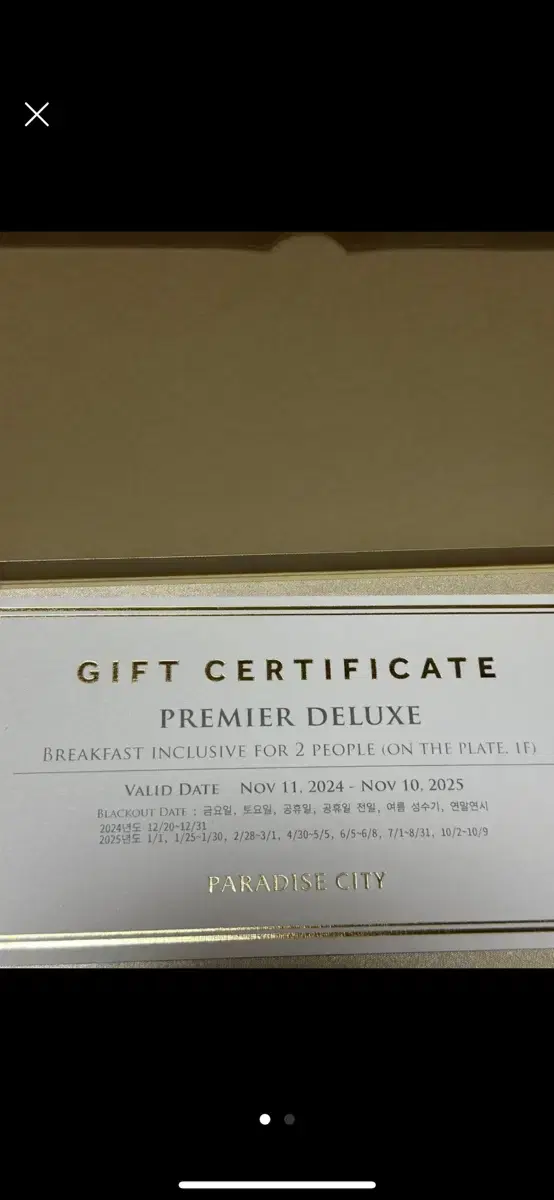 GIFT CERTIFICATE
PREMIER DELUXE
BREAKFAST INCLUSIVE FOR 2 PEOPLE (ON THE PLATE, 1F)
VALID DATE NOV 11, 2024 - NOV 10, 2025
BLACKOUT DATE : 금요일, 토요일, 공휴일, 공휴일 전일, 여름 성수기, 연말연시
2024년도 12/20~12/31
2025년도 1/1, 1/25~1/30, 2/28~3/1, 4/30~5/5, 6/5~6/8, 7/1~8/31, 10/2~10/9
PARADISE CITY